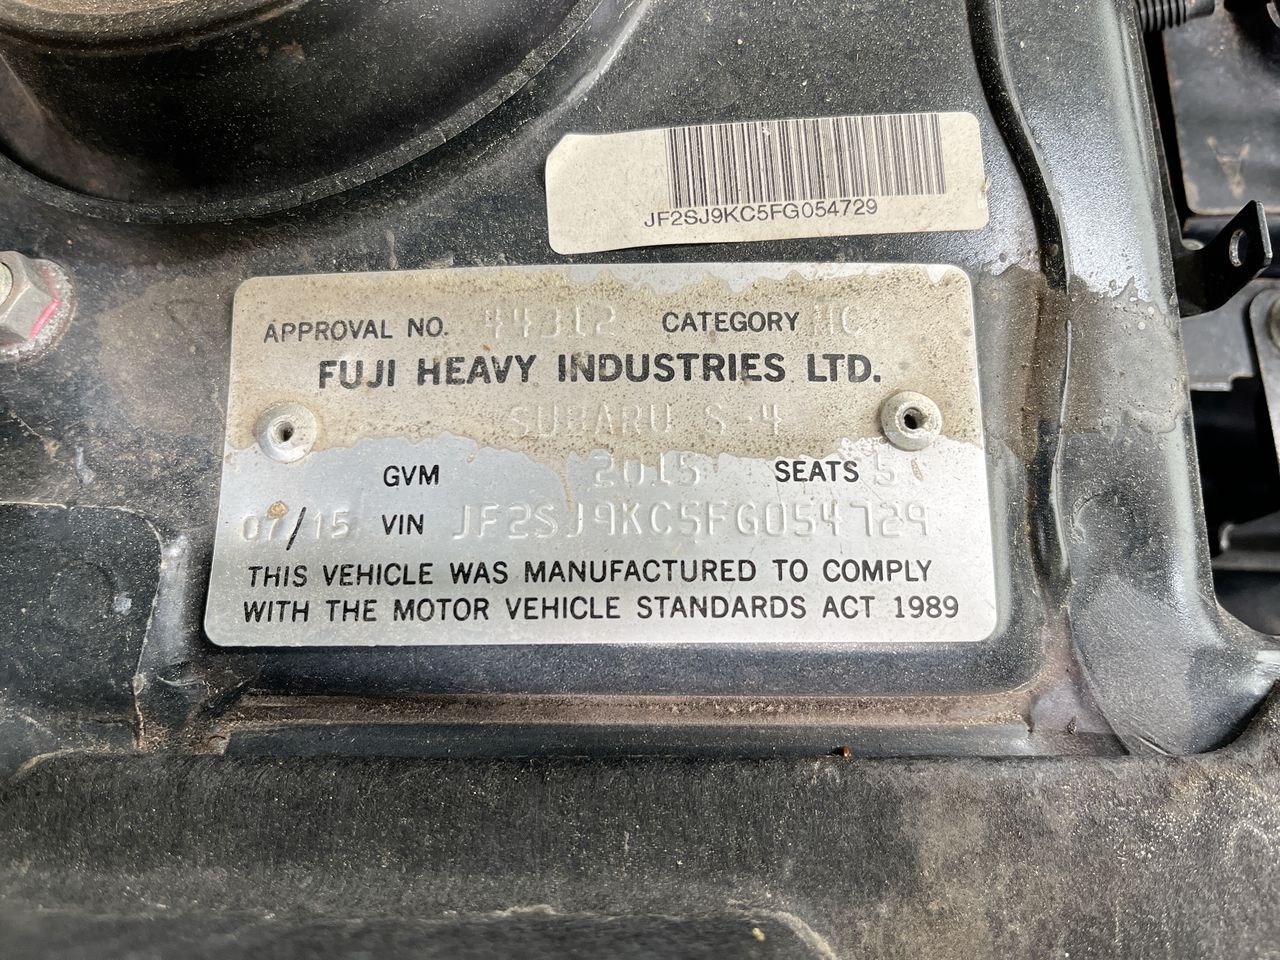 JF2SJ9KC5FG054729
APPROVAL NO. 44312 CATEGORY MC
FUJI HEAVY INDUSTRIES LTD.
SUBARU S-4
GVM 2015 SEATS 5
07/15 VIN JF2SJ9KC5FG054729
THIS VEHICLE WAS MANUFACTURED TO COMPLY
WITH THE MOTOR VEHICLE STANDARDS ACT 1989